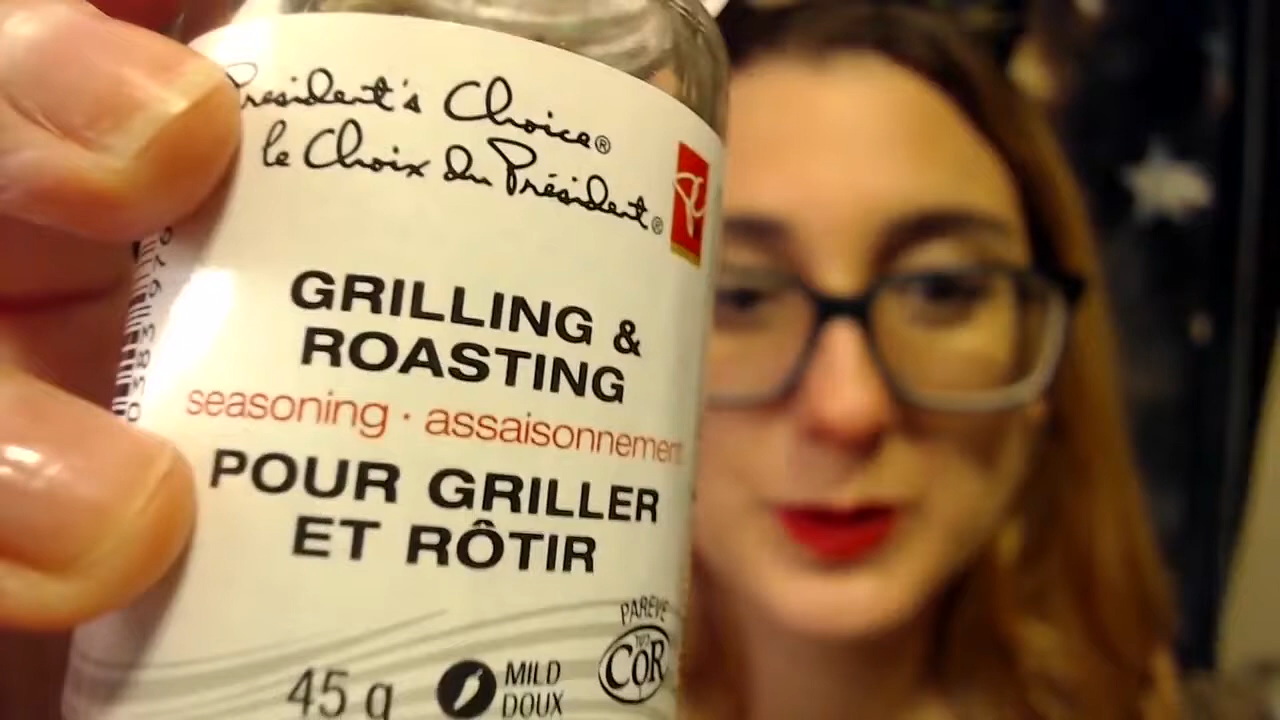 President's Choice®
le Choix du Président®
GRILLING &
ROASTING
seasoning · assaisonnement
POUR GRILLER
ET RÔTIR
PAREVE
COR
45 g
MILD
DOUX